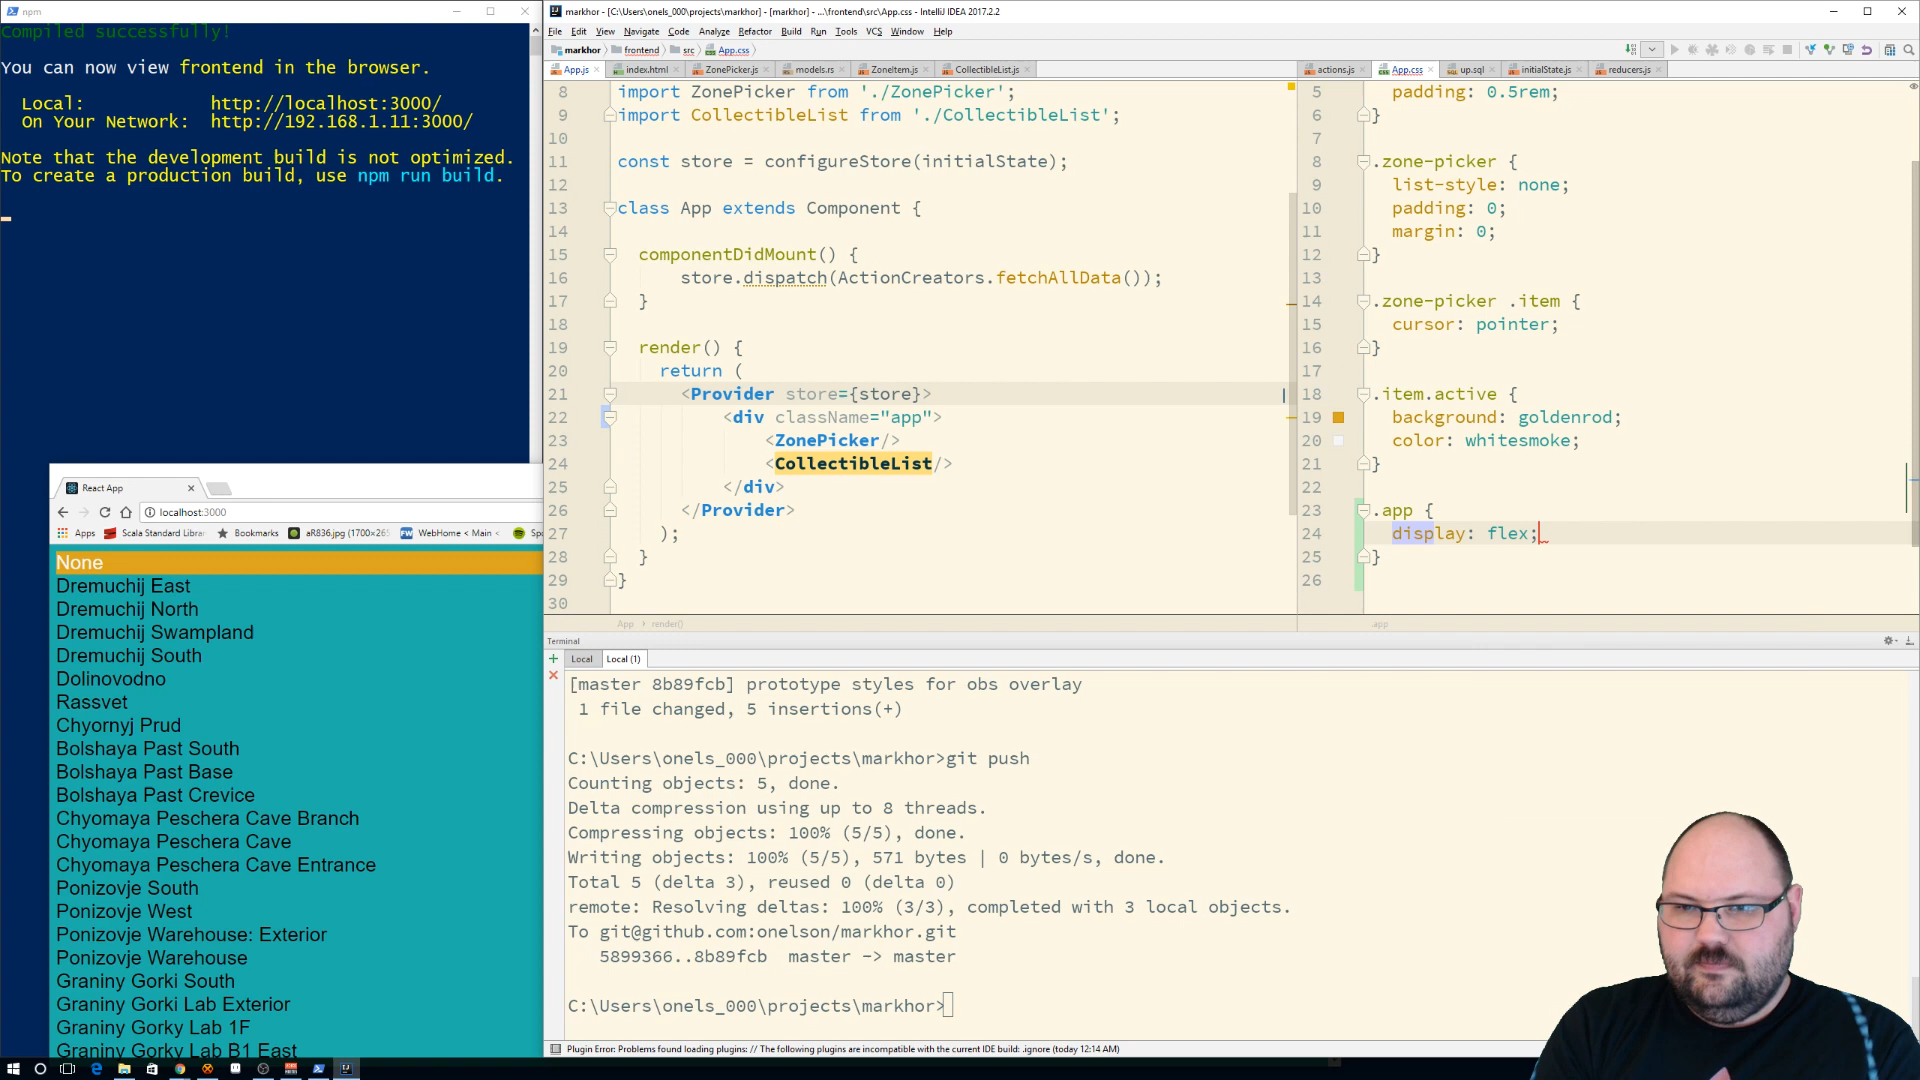 npm
Compiled successfully!
You can now view frontend in the browser.
Local: http://localhost:3000/
On Your Network: http://192.168.1.11:3000/
Note that the development build is not optimized.
To create a production build, use npm run build.
React App
localhost:3000
Apps Scala Standard Librar Bookmarks aR836.jpg (1700×265 WebHome < Main < Spo
None
Dremuchij East
Dremuchij North
Dremuchij Swampland
Dremuchij South
Dolinovodno
Rassvet
Chyornyj Prud
Bolshaya Past South
Bolshaya Past Base
Bolshaya Past Crevice
Chyomaya Peschera Cave Branch
Chyomaya Peschera Cave
Chyomaya Peschera Cave Entrance
Ponizovje South
Ponizovje West
Ponizovje Warehouse: Exterior
Ponizovje Warehouse
Graniny Gorki South
Graniny Gorki Lab Exterior
Graniny Gorky Lab 1F
Graniny Gorky Lab B1 East
markhor - [C:\Users\onels_000\projects\markhor] - [markhor] - ...\frontend\src\App.css - IntelliJ IDEA 2017.2.2
File Edit View Navigate Code Analyze Refactor Build Run Tools VCS Window Help
markhor frontend src App.css
App.js index.html ZonePicker.js models.rs ZoneItem.js CollectibleList.js
8 import ZonePicker from './ZonePicker';
9 import CollectibleList from './CollectibleList';
10
11 const store = configureStore(initialState);
12
13 class App extends Component {
14
15 componentDidMount() {
16 store.dispatch(ActionCreators.fetchAllData());
17 }
18
19 render() {
20 return (
21 <Provider store={store}>
22 <div className="app">
23 <ZonePicker/>
24 <CollectibleList/>
25 </div>
26 </Provider>
27 );
28 }
29 }
30
App render()
actions.js App.css up.sql initialState.js reducers.js
5 padding: 0.5rem;
6 }
7
8 .zone-picker {
9 list-style: none;
10 padding: 0;
11 margin: 0;
12 }
13
14 .zone-picker .item {
15 cursor: pointer;
16 }
17
18 .item.active {
19 background: goldenrod;
20 color: whitesmoke;
21 }
22
23 .app {
24 display: flex;
25 }
26
.app
Terminal
Local Local (1)
[master 8b89fcb] prototype styles for obs overlay
1 file changed, 5 insertions(+)
C:\Users\onels_000\projects\markhor>git push
Counting objects: 5, done.
Delta compression using up to 8 threads.
Compressing objects: 100% (5/5), done.
Writing objects: 100% (5/5), 571 bytes | 0 bytes/s, done.
Total 5 (delta 3), reused 0 (delta 0)
remote: Resolving deltas: 100% (3/3), completed with 3 local objects.
To git@github.com:onelson/markhor.git
5899366..8b89fcb master -> master
C:\Users\onels_000\projects\markhor>
Plugin Error: Problems found loading plugins: // The following plugins are incompatible with the current IDE build: .ignore (today 12:14 AM)